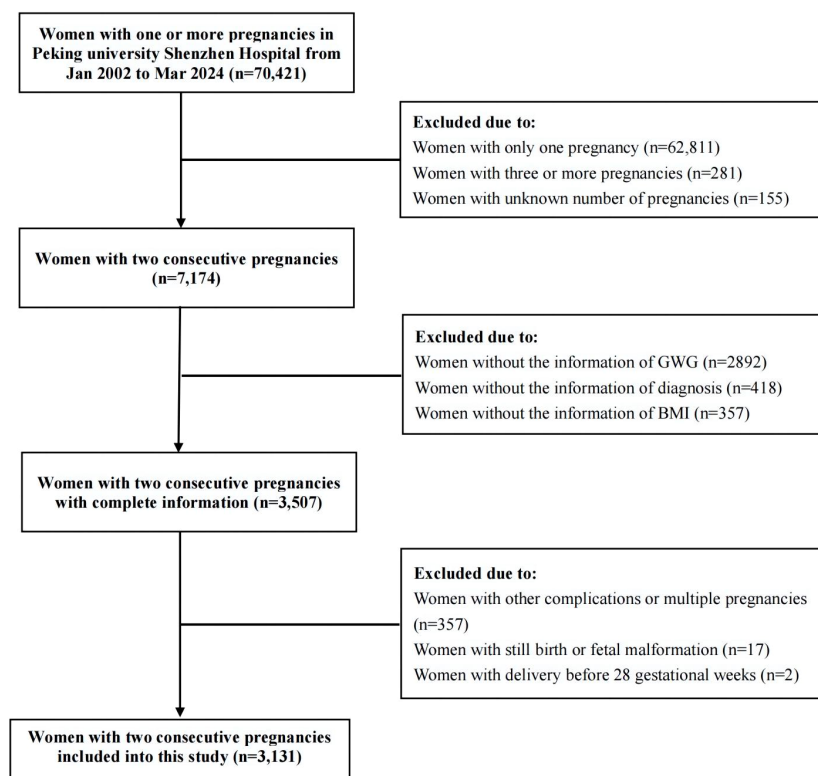 Women with one or more pregnancies in
Peking university Shenzhen Hospital from
Jan 2002 to Mar 2024 (n=70,421)
Excluded due to:
Women with only one pregnancy (n=62,811)
Women with three or more pregnancies (n=281)
Women with unknown number of pregnancies (n=155)
Women with two consecutive pregnancies
(n=7,174)
Excluded due to:
Women without the information of GWG (n=2892)
Women without the information of diagnosis (n=418)
Women without the information of BMI (n=357)
Women with two consecutive pregnancies
with complete information (n=3,507)
Excluded due to:
Women with other complications or multiple pregnancies
(n=357)
Women with still birth or fetal malformation (n=17)
Women with delivery before 28 gestational weeks (n=2)
Women with two consecutive pregnancies
included into this study (n=3,131)